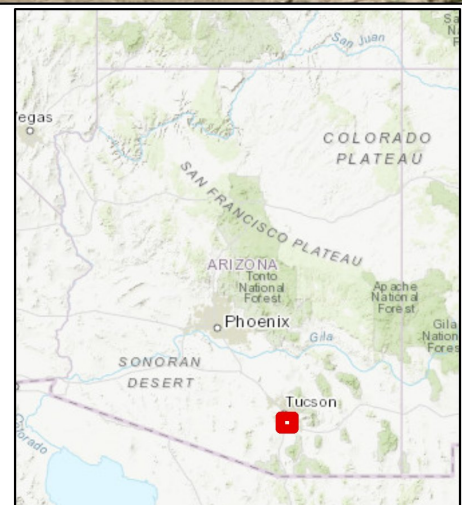 San Juan
egas
COLORADO
PLATEAU
SAN FRANCISCO PLATEAU
ARIZONA
Tonto
National
Forest
Apache
National
Forest
Phoenix
Gila
Gila
Nation
Fores
SONORAN
DESERT
Tucson
Colorado